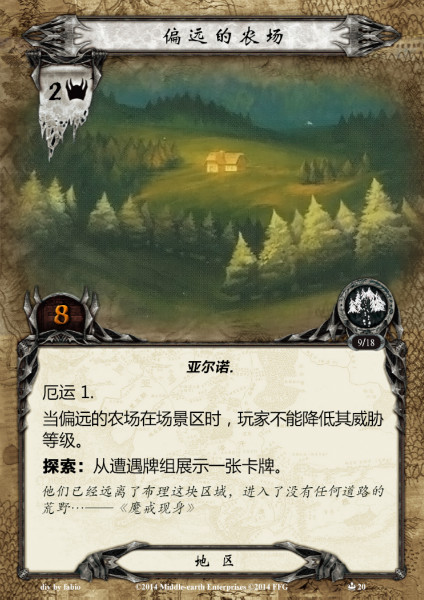 偏远的农场
2
8
9/18
亚尔诺.
厄运 1.
当偏远的农场在场景区时，玩家不能降低其威胁
等级。
探索：从遭遇牌组展示一张卡牌。
他们已经远离了布理这块区域，进入了没有任何道路的
荒野…——《魔戒现身》
地 区
diy by fabio ©2014 Middle-earth Enterprises ©2014 FFG 20